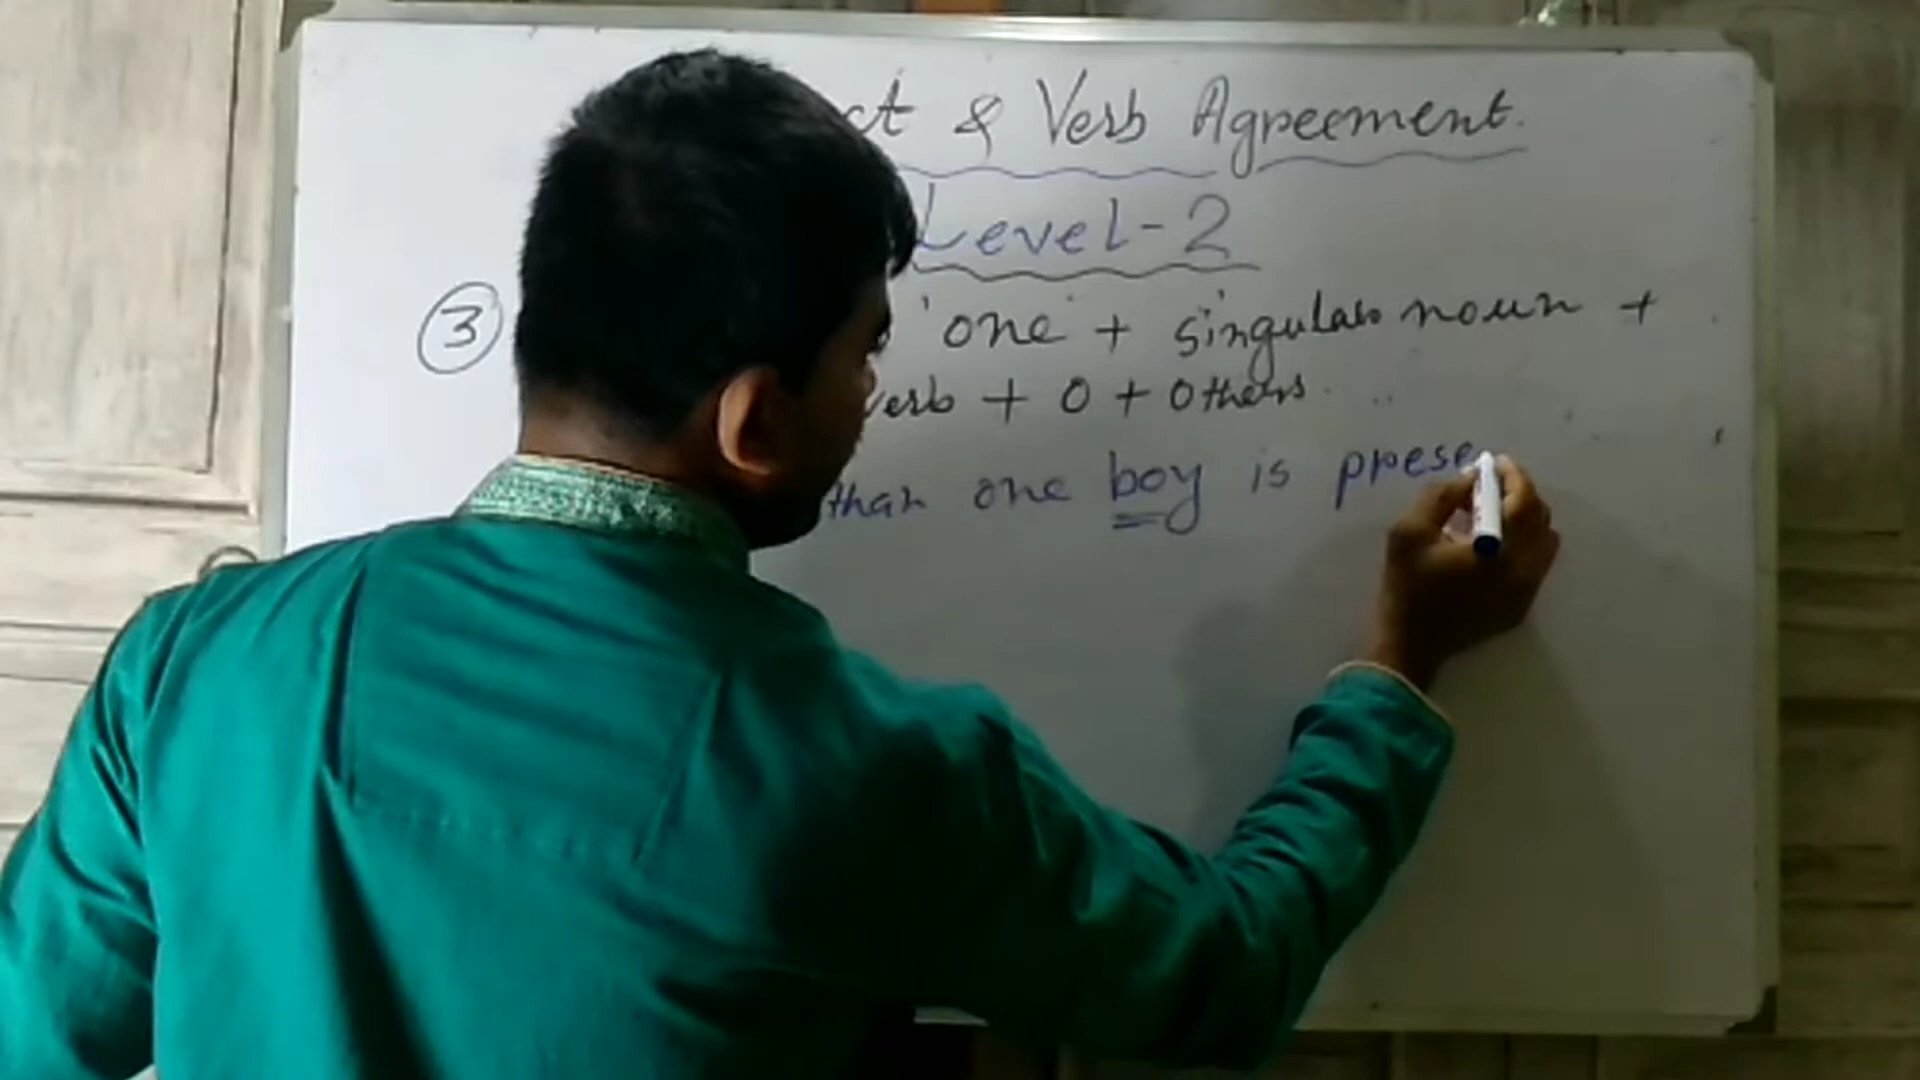 ct & Verb Agreement.
Level-2
③ 'one' + singular noun +
verb + O + Others.
than one boy is prese